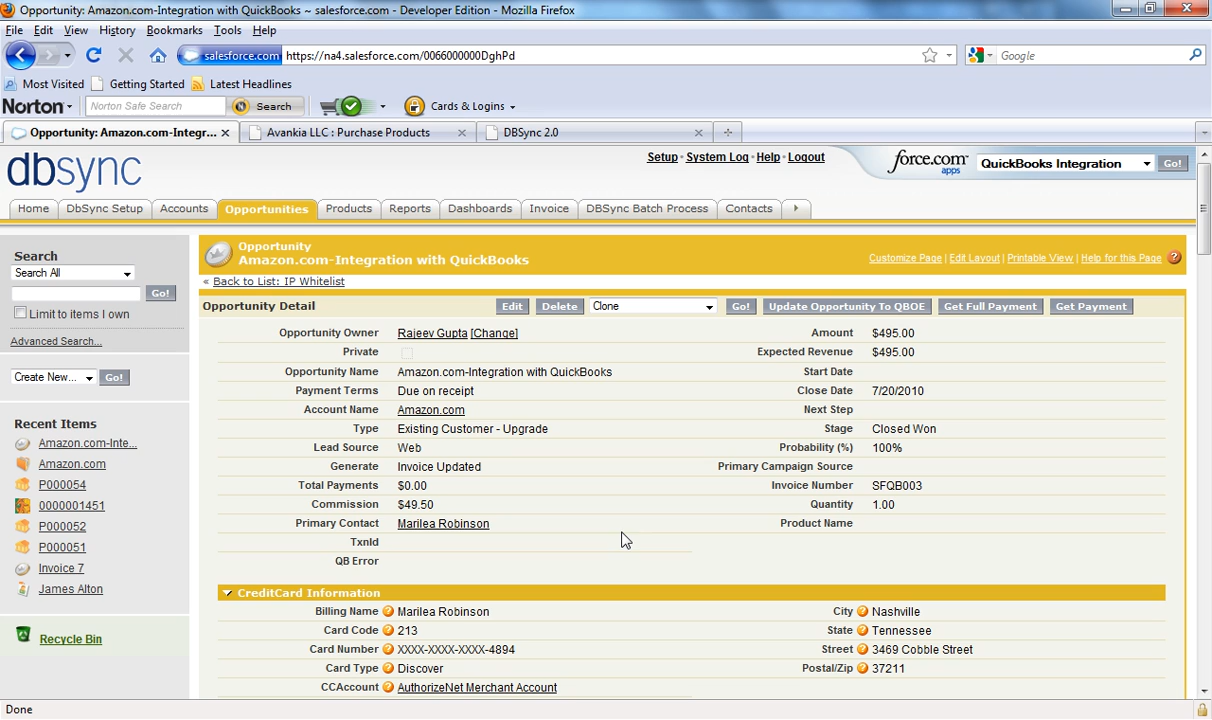 Opportunity: Amazon.com-Integration with QuickBooks ~ salesforce.com - Developer Edition - Mozilla Firefox
File Edit View History Bookmarks Tools Help
salesforce.com https://na4.salesforce.com/0066000000DghPd Google
Most Visited Getting Started Latest Headlines
Norton Norton Safe Search Search Cards & Logins
Opportunity: Amazon.com-Integr... Avankia LLC : Purchase Products DBSync 2.0
dbsync Setup System Log Help Logout force.com apps QuickBooks Integration Go!
Home DbSync Setup Accounts Opportunities Products Reports Dashboards Invoice DBSync Batch Process Contacts
Search
Search All
Go!
Limit to items I own
Advanced Search...
Create New... Go!
Recent Items
Amazon.com-Inte...
Amazon.com
P000054
0000001451
P000052
P000051
Invoice 7
James Alton
Recycle Bin
Opportunity
Amazon.com-Integration with QuickBooks
Customize Page | Edit Layout | Printable View | Help for this Page ?
« Back to List: IP Whitelist
Opportunity Detail Edit Delete Clone Go! Update Opportunity To QBOE Get Full Payment Get Payment
Opportunity Owner Rajeev Gupta [Change] Amount $495.00
Private Expected Revenue $495.00
Opportunity Name Amazon.com-Integration with QuickBooks Start Date
Payment Terms Due on receipt Close Date 7/20/2010
Account Name Amazon.com Next Step
Type Existing Customer - Upgrade Stage Closed Won
Lead Source Web Probability (%) 100%
Generate Invoice Updated Primary Campaign Source
Total Payments $0.00 Invoice Number SFQB003
Commission $49.50 Quantity 1.00
Primary Contact Marilea Robinson Product Name
TxnId
QB Error
CreditCard Information
Billing Name ? Marilea Robinson City ? Nashville
Card Code ? 213 State ? Tennessee
Card Number ? XXXX-XXXX-XXXX-4894 Street ? 3469 Cobble Street
Card Type ? Discover Postal/Zip ? 37211
CCAccount ? AuthorizeNet Merchant Account
Done